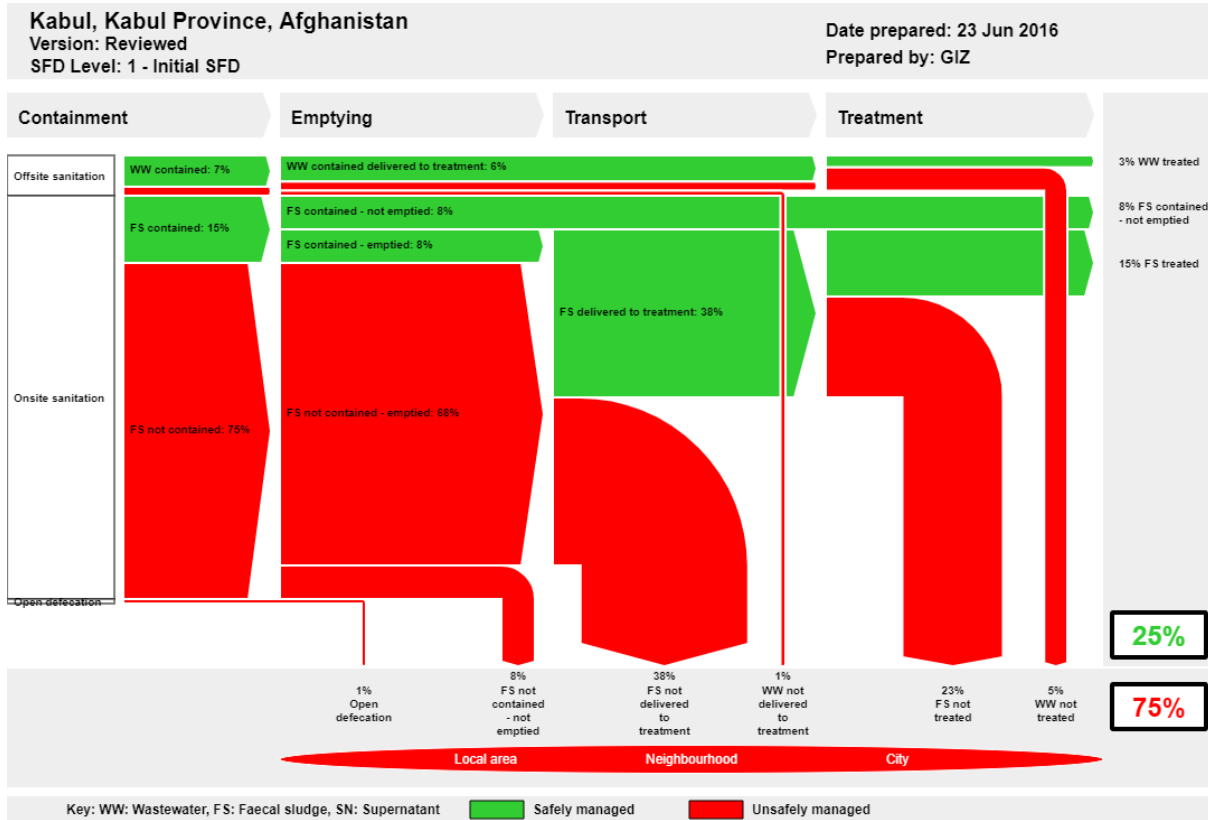 Kabul, Kabul Province, Afghanistan
Version: Reviewed
SFD Level: 1 - Initial SFD
Date prepared: 23 Jun 2016
Prepared by: GIZ
Containment
Emptying
Transport
Treatment
Offsite sanitation
WW contained: 7%
WW contained delivered to treatment: 6%
3% WW treated
FS contained: 15%
FS contained - not emptied: 8%
8% FS contained
- not emptied
FS contained - emptied: 8%
15% FS treated
FS delivered to treatment: 38%
Onsite sanitation
FS not contained: 75%
FS not contained - emptied: 68%
Open defecation
25%
1%
Open
defecation
8%
FS not
contained
- not
emptied
38%
FS not
delivered
to
treatment
1%
WW not
delivered
to
treatment
23%
FS not
treated
5%
WW not
treated
75%
Local area
Neighbourhood
City
Key: WW: Wastewater, FS: Faecal sludge, SN: Supernatant
Safely managed
Unsafely managed